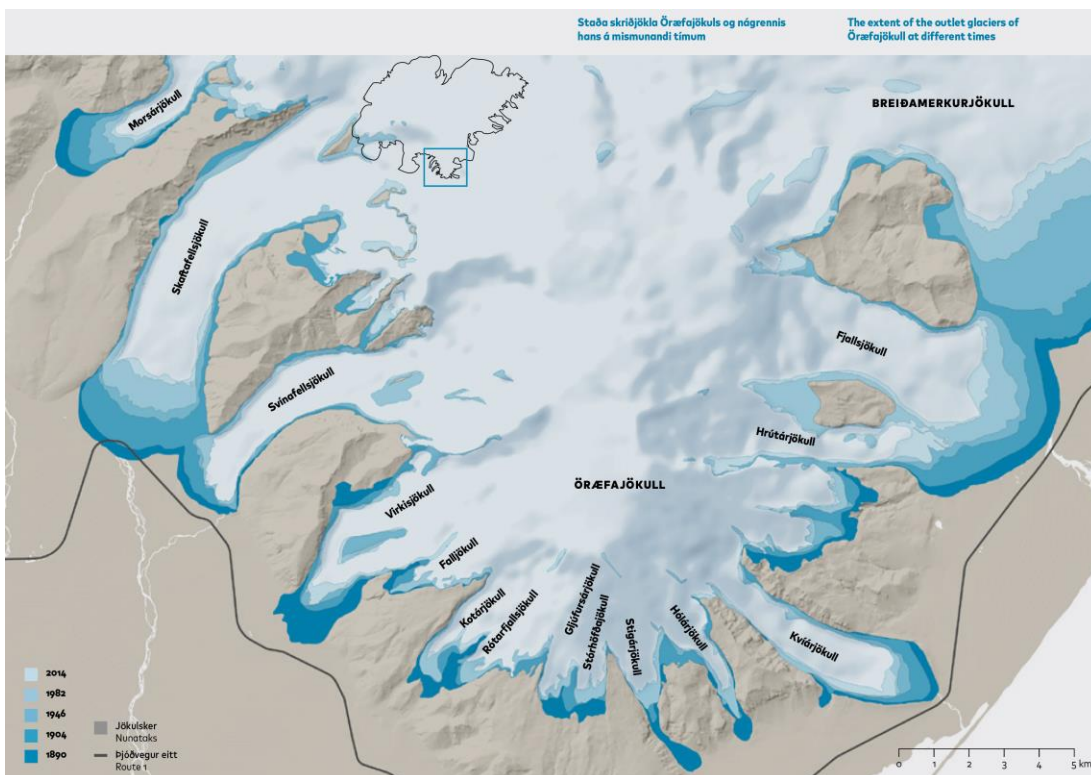 Staða skriðjökla Öræfajökuls og nágrennis
hans á mismunandi tímum
The extent of the outlet glaciers of
Öræfajökull at different times
BREIÐAMERKURJÖKULL
Morsárjökull
Skaftafellsjökull
Fjallsjökull
Svínafellsjökull
Hrútárjökull
ÖRÆFAJÖKULL
Virkisjökull
Falljökull
Kotárjökull
Rótarfjallsjökull
Gljúfursárjökull
Stórhöfðajökull
Stigárjökull
Hólárjökull
Kvíárjökull
2014
1982
1946
1904
1890
Jökulsker
Nunataks
Þjóðvegur eitt
Route 1
0 1 2 3 4 5 km